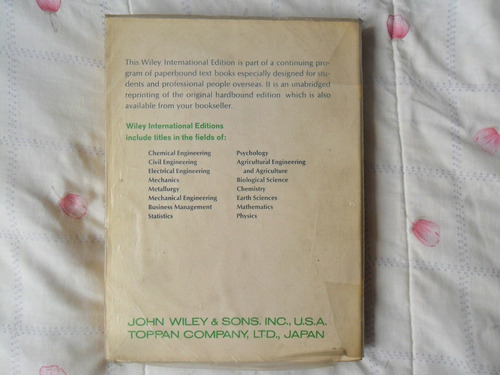 This Wiley International Edition is part of a continuing pro-
gram of paperbound text books especially designed for stu-
dents and professional people overseas. It is an unabridged
reprinting of the original hardbound edition which is also
available from your bookseller.
Wiley International Editions
include titles in the fields of:
Chemical Engineering
Civil Engineering
Electrical Engineering
Mechanics
Metallurgy
Mechanical Engineering
Business Management
Statistics
Psychology
Agricultural Engineering
and Agriculture
Biological Science
Chemistry
Earth Sciences
Mathematics
Physics
JOHN WILEY & SONS, INC., U.S.A.
TOPPAN COMPANY, LTD., JAPAN